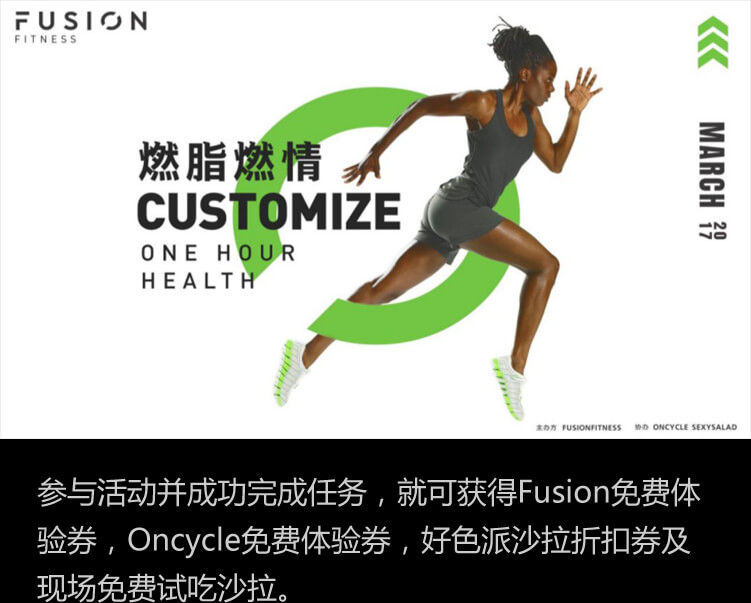 FUSION
FITNESS
燃脂燃情
CUSTOMIZE
ONE HOUR
HEALTH
MARCH
2017
主办方 FUSIONFITNESS 协办 ONCYCLE SEXYSALAD
参与活动并成功完成任务，就可获得Fusion免费体
验券，Oncycle免费体验券，好色派沙拉折扣券及
现场免费试吃沙拉。